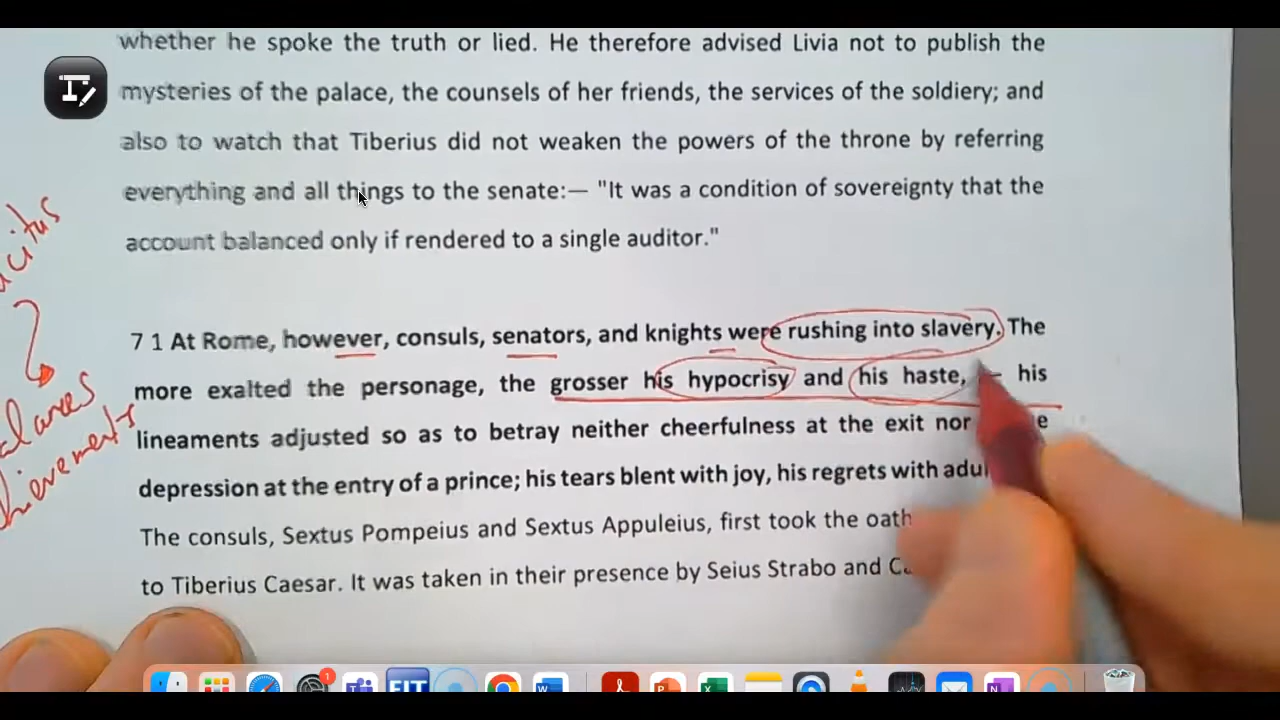 whether he spoke the truth or lied. He therefore advised Livia not to publish the
mysteries of the palace, the counsels of her friends, the services of the soldiery; and
also to watch that Tiberius did not weaken the powers of the throne by referring
everything and all things to the senate:— "It was a condition of sovereignty that the
account balanced only if rendered to a single auditor."
7 1 At Rome, however, consuls, senators, and knights were rushing into slavery. The
more exalted the personage, the grosser his hypocrisy and his haste, — his
lineaments adjusted so as to betray neither cheerfulness at the exit nor
depression at the entry of a prince; his tears blent with joy, his regrets with
The consuls, Sextus Pompeius and Sextus Appuleius, first took the oath
to Tiberius Caesar. It was taken in their presence by Seius Strabo and